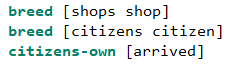 breed [shops shop]
breed [citizens citizen]
citizens-own [arrived]